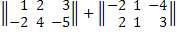 ‖ 1 2 3 ‖ + ‖ −2 1 −4 ‖
‖ −2 4 −5 ‖ ‖ 2 1 3 ‖